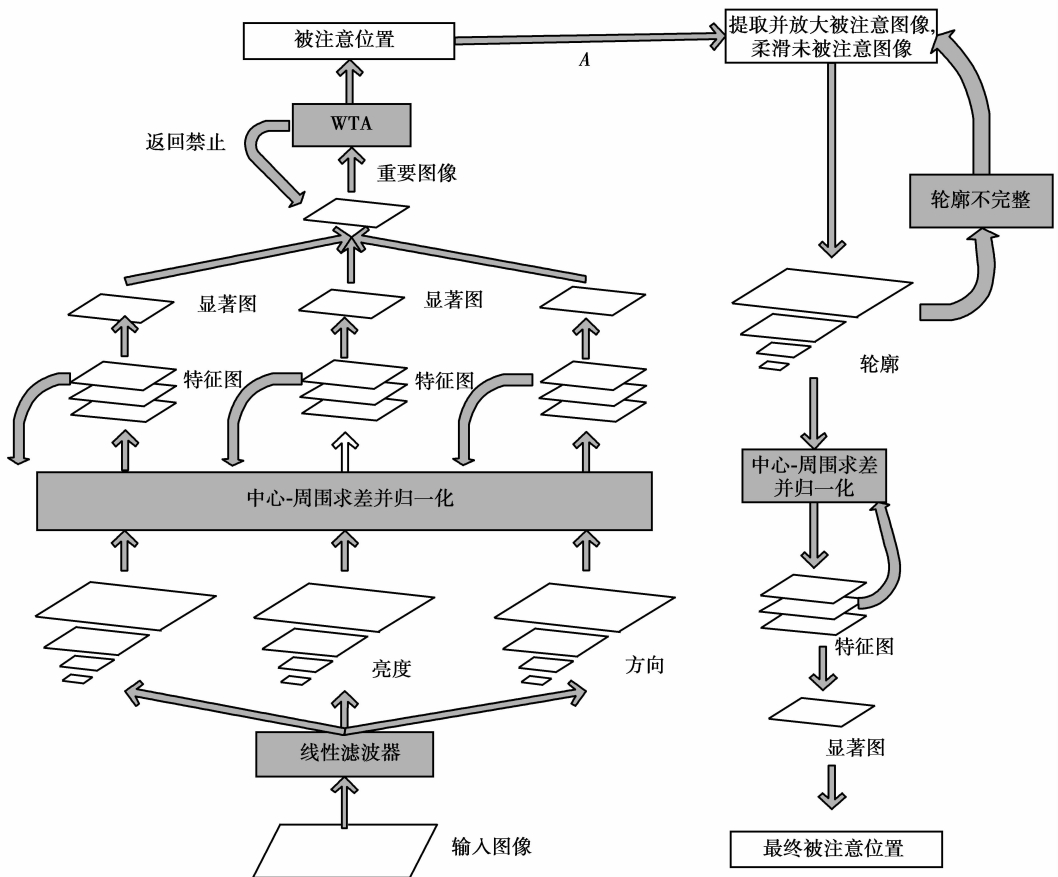 被注意位置
提取并放大被注意图像,
柔滑未被注意图像
A
WTA
返回禁止
重要图像
轮廓不完整
显著图
显著图
特征图
特征图
轮廓
中心-周围求差并归一化
中心-周围求差
并归一化
亮度
方向
特征图
线性滤波器
显著图
输入图像
最终被注意位置